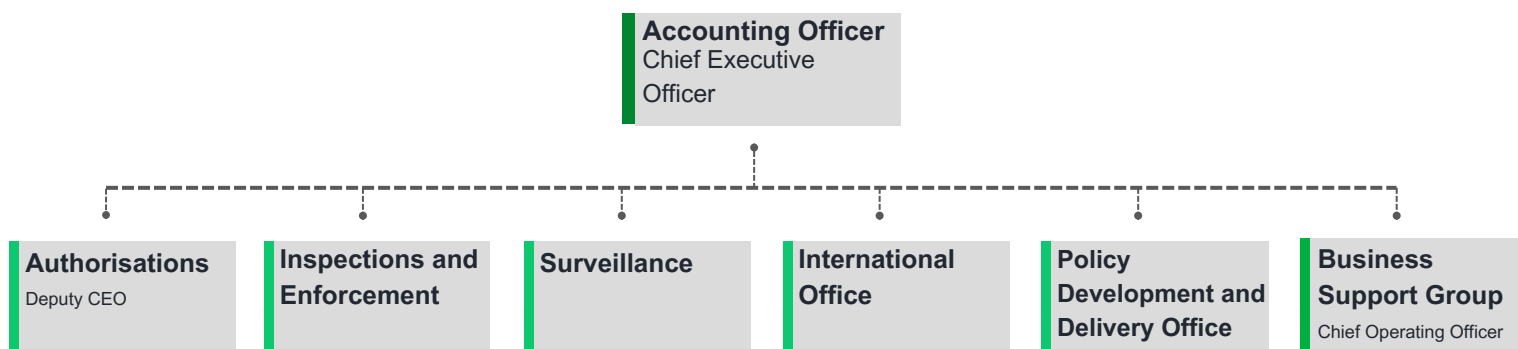 Accounting Officer
Chief Executive
Officer
Authorisations
Deputy CEO
Inspections and
Enforcement
Surveillance
International
Office
Policy
Development and
Delivery Office
Business
Support Group
Chief Operating Officer